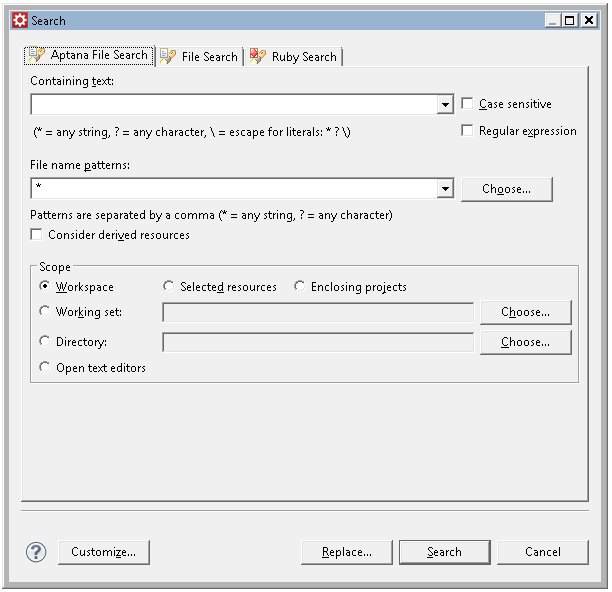 Search
Aptana File Search File Search Ruby Search
Containing text:
Case sensitive
(* = any string, ? = any character, \ = escape for literals: * ? \)
Regular expression
File name patterns:
*
Choose...
Patterns are separated by a comma (* = any string, ? = any character)
Consider derived resources
Scope
Workspace Selected resources Enclosing projects
Working set: Choose...
Directory: Choose...
Open text editors
? Customize... Replace... Search Cancel